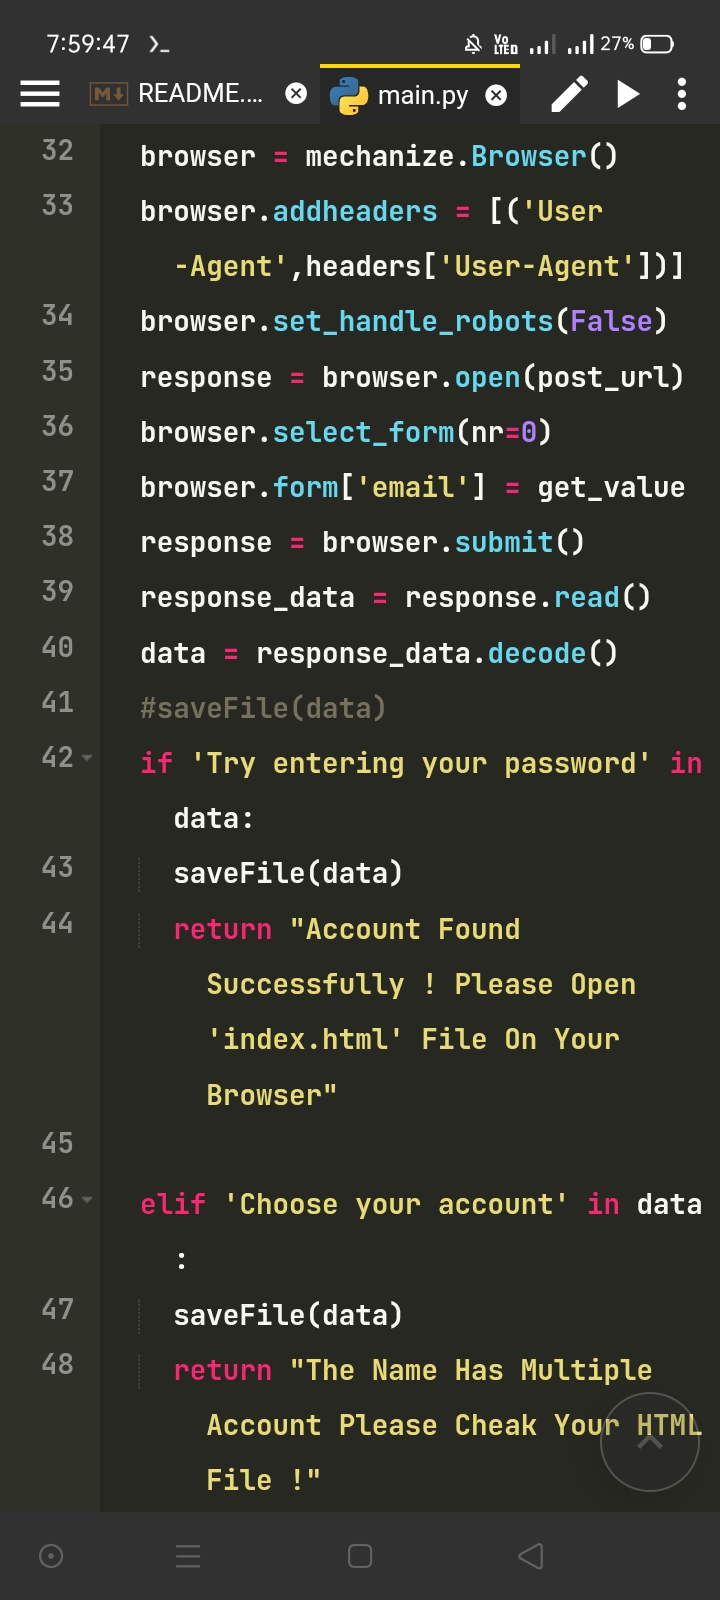 7:59:47 >_ Vo LTED 27%
README.... main.py
32 browser = mechanize.Browser()
33 browser.addheaders = [('User
-Agent',headers['User-Agent'])]
34 browser.set_handle_robots(False)
35 response = browser.open(post_url)
36 browser.select_form(nr=0)
37 browser.form['email'] = get_value
38 response = browser.submit()
39 response_data = response.read()
40 data = response_data.decode()
41 #saveFile(data)
42 if 'Try entering your password' in
data:
43 saveFile(data)
44 return "Account Found
Successfully ! Please Open
'index.html' File On Your
Browser"
45
46 elif 'Choose your account' in data
:
47 saveFile(data)
48 return "The Name Has Multiple
Account Please Cheak Your HTML
File !"